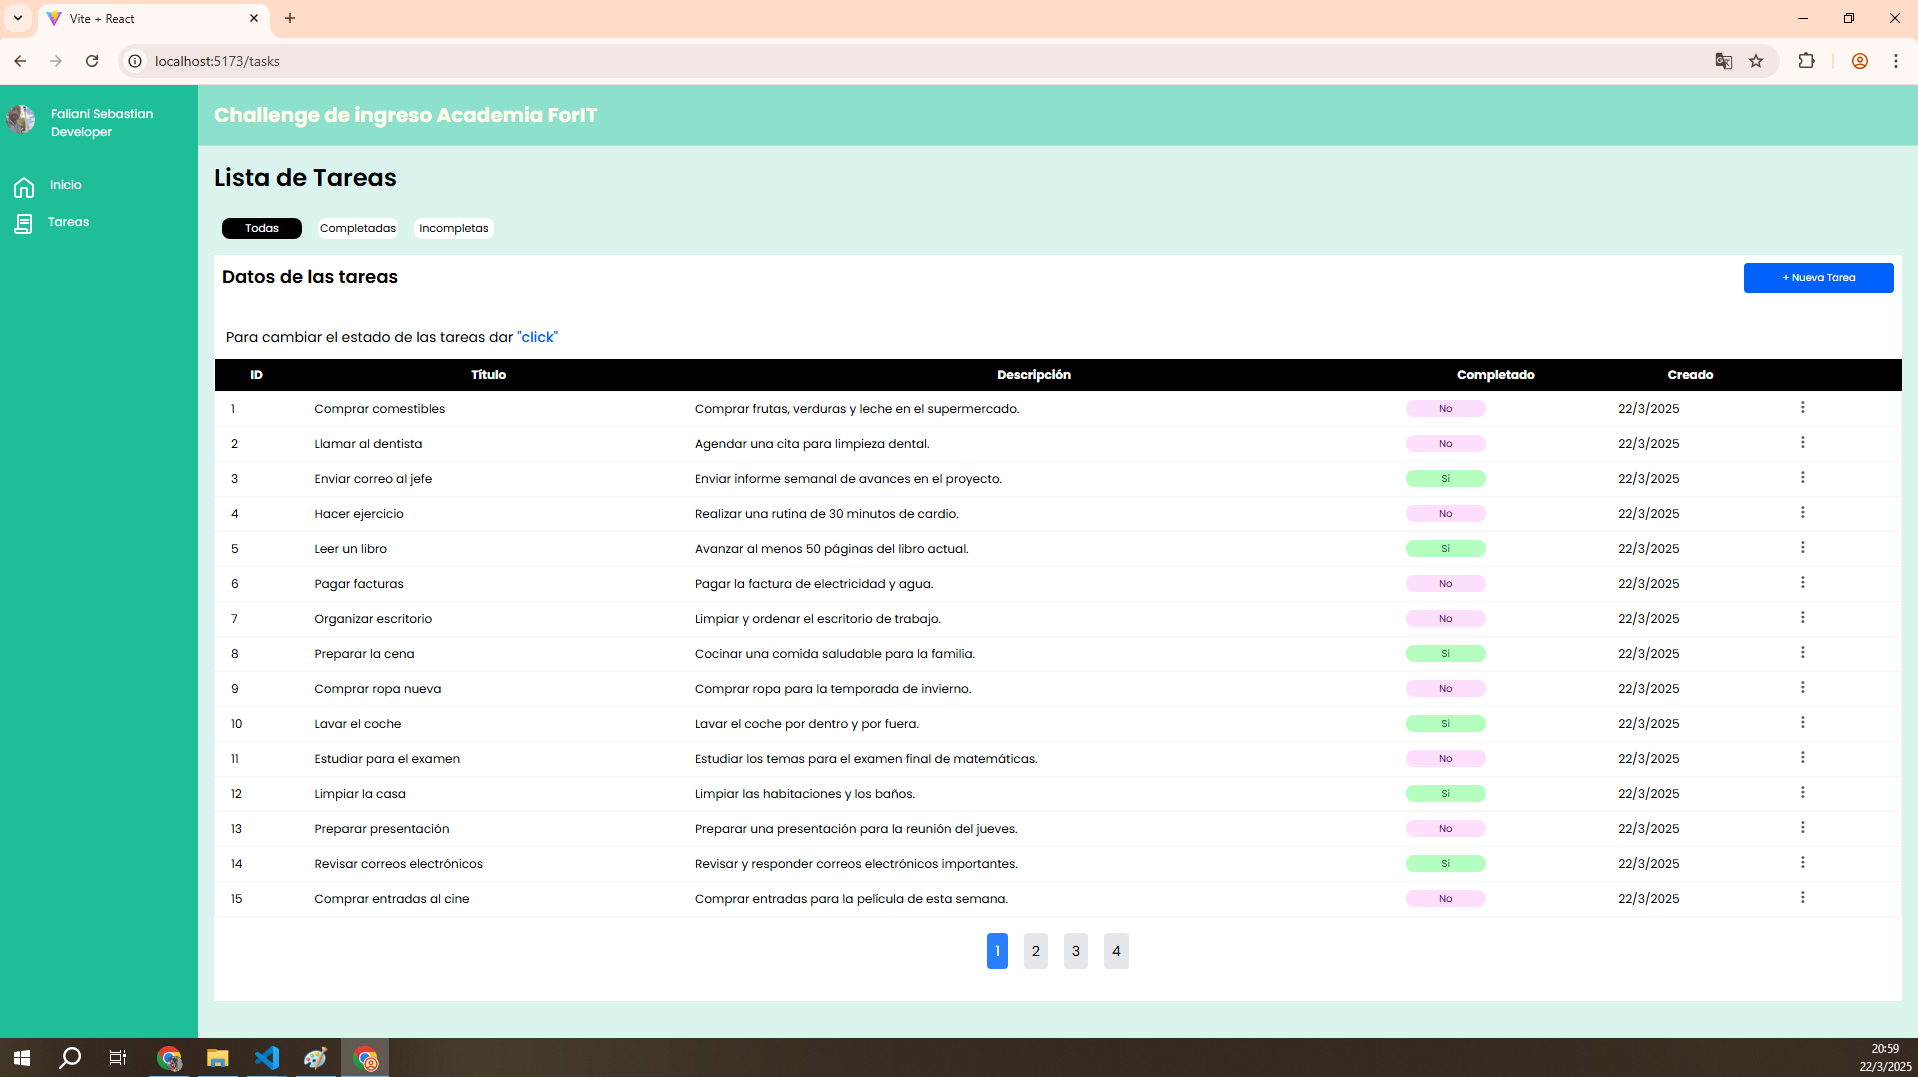 Vite + React
localhost:5173/tasks
Faliani Sebastian
Developer
Inicio
Tareas
Challenge de ingreso Academia ForIT
Lista de Tareas
Todas Completadas Incompletas
Datos de las tareas
+ Nueva Tarea
Para cambiar el estado de las tareas dar "click"
ID Título Descripción Completado Creado
1 Comprar comestibles Comprar frutas, verduras y leche en el supermercado. No 22/3/2025
2 Llamar al dentista Agendar una cita para limpieza dental. No 22/3/2025
3 Enviar correo al jefe Enviar informe semanal de avances en el proyecto. Si 22/3/2025
4 Hacer ejercicio Realizar una rutina de 30 minutos de cardio. No 22/3/2025
5 Leer un libro Avanzar al menos 50 páginas del libro actual. Si 22/3/2025
6 Pagar facturas Pagar la factura de electricidad y agua. No 22/3/2025
7 Organizar escritorio Limpiar y ordenar el escritorio de trabajo. No 22/3/2025
8 Preparar la cena Cocinar una comida saludable para la familia. Si 22/3/2025
9 Comprar ropa nueva Comprar ropa para la temporada de invierno. No 22/3/2025
10 Lavar el coche Lavar el coche por dentro y por fuera. Si 22/3/2025
11 Estudiar para el examen Estudiar los temas para el examen final de matemáticas. No 22/3/2025
12 Limpiar la casa Limpiar las habitaciones y los baños. Si 22/3/2025
13 Preparar presentación Preparar una presentación para la reunión del jueves. No 22/3/2025
14 Revisar correos electrónicos Revisar y responder correos electrónicos importantes. Si 22/3/2025
15 Comprar entradas al cine Comprar entradas para la película de esta semana. No 22/3/2025
1 2 3 4
20:59
22/3/2025